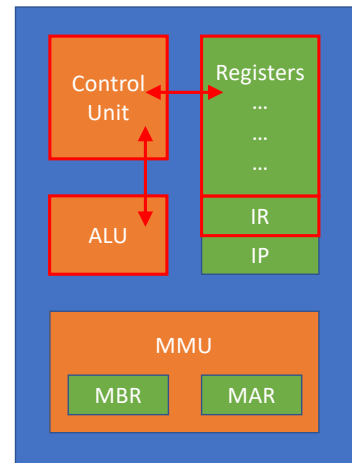 Control
Unit
Registers
...
...
...
ALU
IR
IP
MMU
MBR
MAR